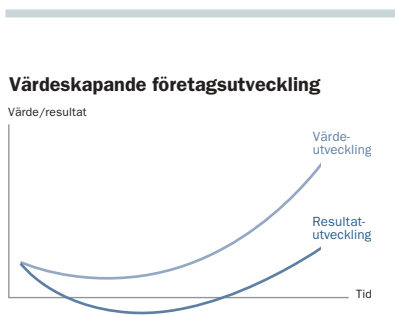 Värdeskapande företagsutveckling
Värde/resultat
Värde-
utveckling
Resultat-
utveckling
Tid